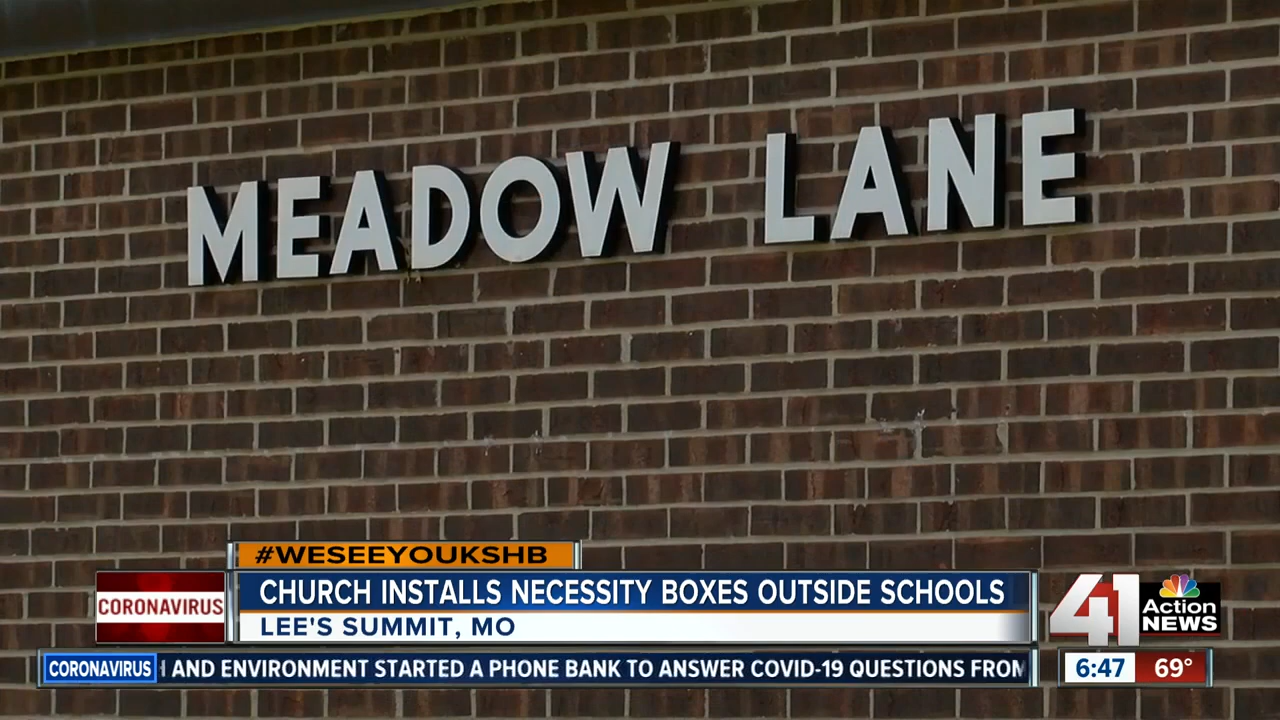 MEADOW LANE
#WESEEYOUKSHB
CORONAVIRUS
CHURCH INSTALLS NECESSITY BOXES OUTSIDE SCHOOLS
LEE'S SUMMIT, MO
41 Action NEWS
CORONAVIRUS
AND ENVIRONMENT STARTED A PHONE BANK TO ANSWER COVID-19 QUESTIONS FROM
6:47 69°